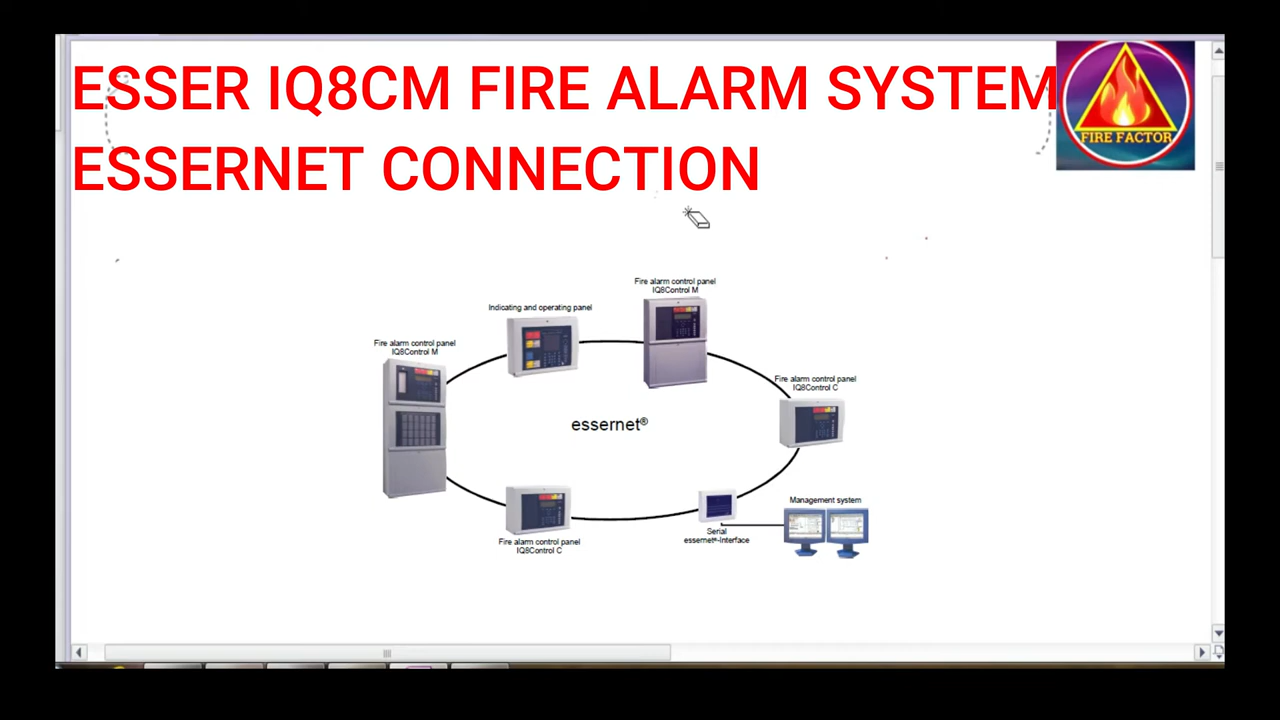 ESSER IQ8CM FIRE ALARM SYSTEM
ESSERNET CONNECTION
FIRE FACTOR
Fire alarm control panel
IQ8Control M
Indicating and operating panel
Fire alarm control panel
IQ8Control M
Fire alarm control panel
IQ8Control C
essernet®
Management system
Serial
essernet®-Interface
Fire alarm control panel
IQ8Control C